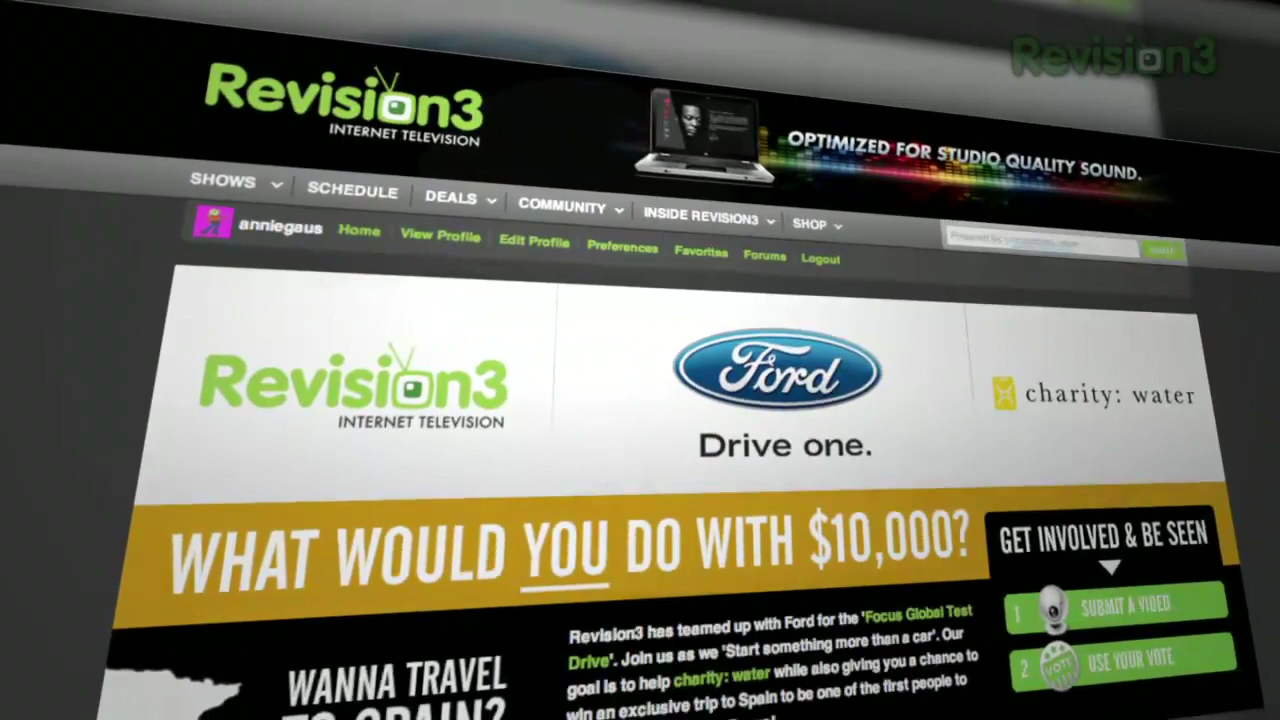 Revision3
Revision3
INTERNET TELEVISION
OPTIMIZED FOR STUDIO QUALITY SOUND.
SHOWS SCHEDULE DEALS COMMUNITY INSIDE REVISION3 SHOP
anniegaus Home View Profile Edit Profile Preferences Favorites Forums Logout
Powered by
Revision3
INTERNET TELEVISION
Ford
Drive one.
charity: water
WHAT WOULD YOU DO WITH $10,000?
GET INVOLVED & BE SEEN
1 SUBMIT A VIDEO
2 VOTE USE YOUR VOTE
WANNA TRAVEL
TO SPAIN?
Revision3 has teamed up with Ford for the 'Focus Global Test
Drive'. Join us as we 'Start something more than a car'. Our
goal is to help charity: water while also giving you a chance to
win an exclusive trip to Spain to be one of the first people to